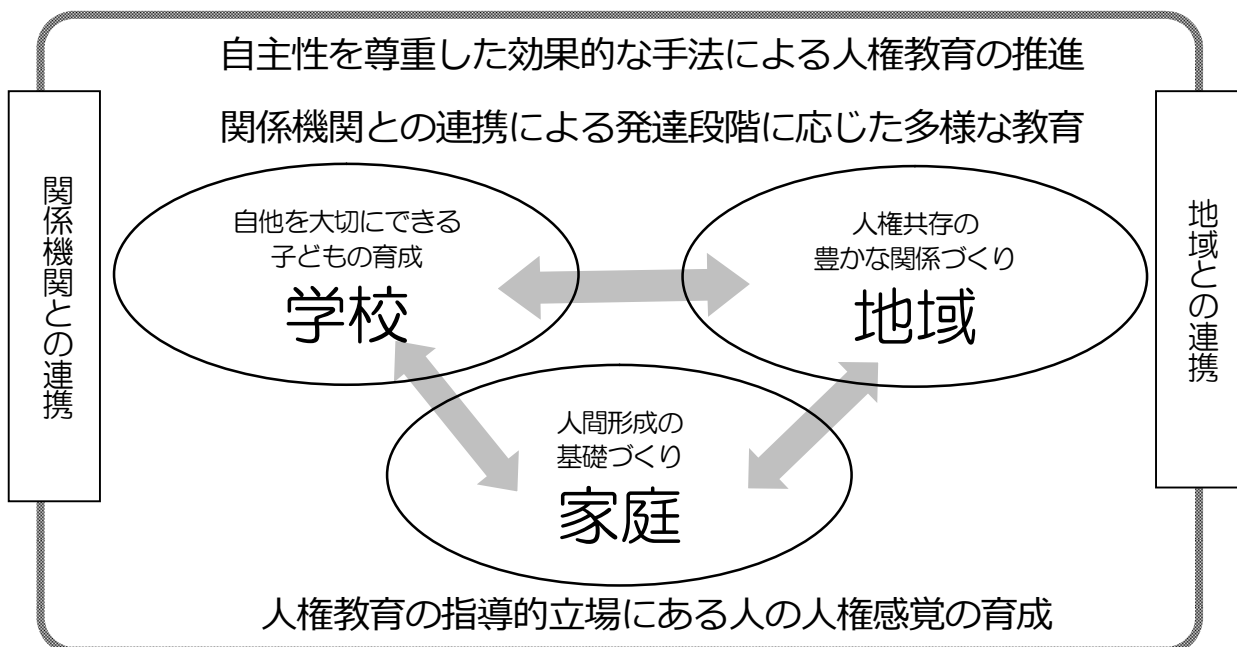 自主性を尊重した効果的な手法による人権教育の推進
関係機関との連携による発達段階に応じた多様な教育
関係機関との連携
自他を大切にできる
子どもの育成
学校
人権共存の
豊かな関係づくり
地域
地域との連携
人間形成の
基礎づくり
家庭
人権教育の指導的立場にある人の人権感覚の育成